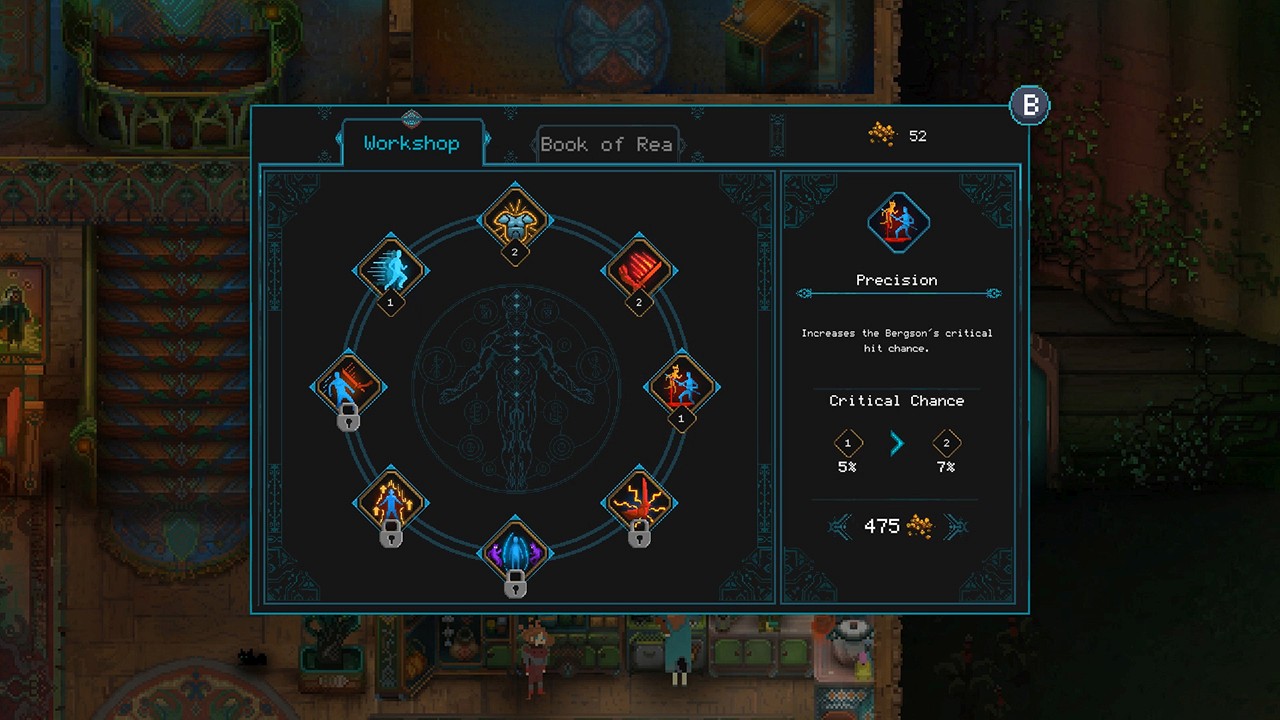 B
Workshop
Book of Rea
52
2
1
2
1
Precision
Increases the Bergson's critical
hit chance.
Critical Chance
1
2
5%
7%
475